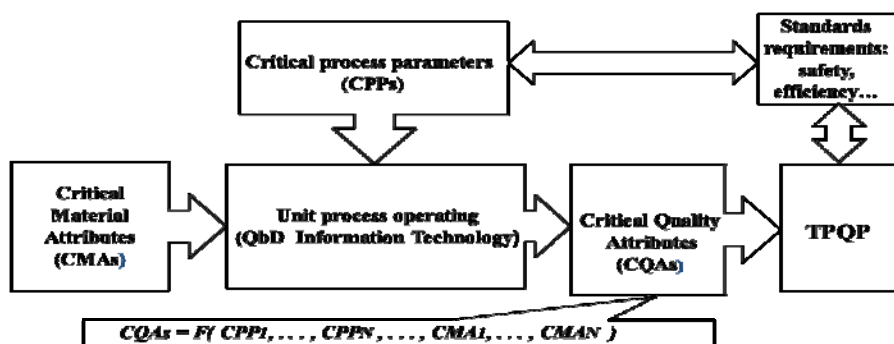 Critical process parameters
(CPPs)
Standards
requirements:
safety,
efficiency...
Critical
Material
Attributes
(CMAs)
Unit process operating
(QbD Information Technology)
Critical Quality
Attributes
(CQAs)
TPQP
CQAs = F( CPP1, . . . , CPPN , . . . , CMA1, . . . , CMAN )